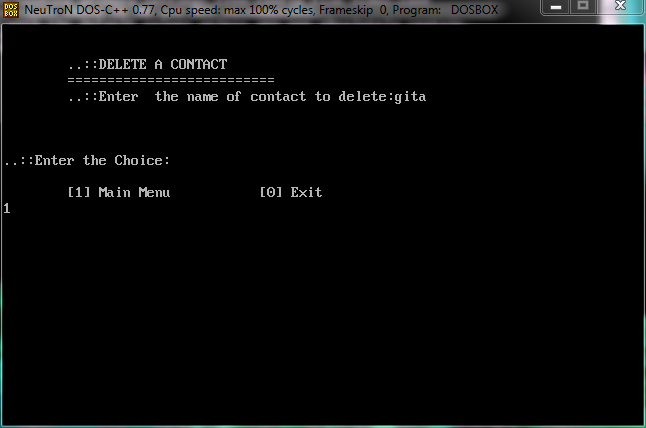 DOS BOX NeuTroN DOS-C++ 0.77, Cpu speed: max 100% cycles, Frameskip 0, Program: DOSBOX
..::DELETE A CONTACT
==========================
..::Enter  the name of contact to delete:gita
..::Enter the Choice:
[1] Main Menu           [0] Exit
1